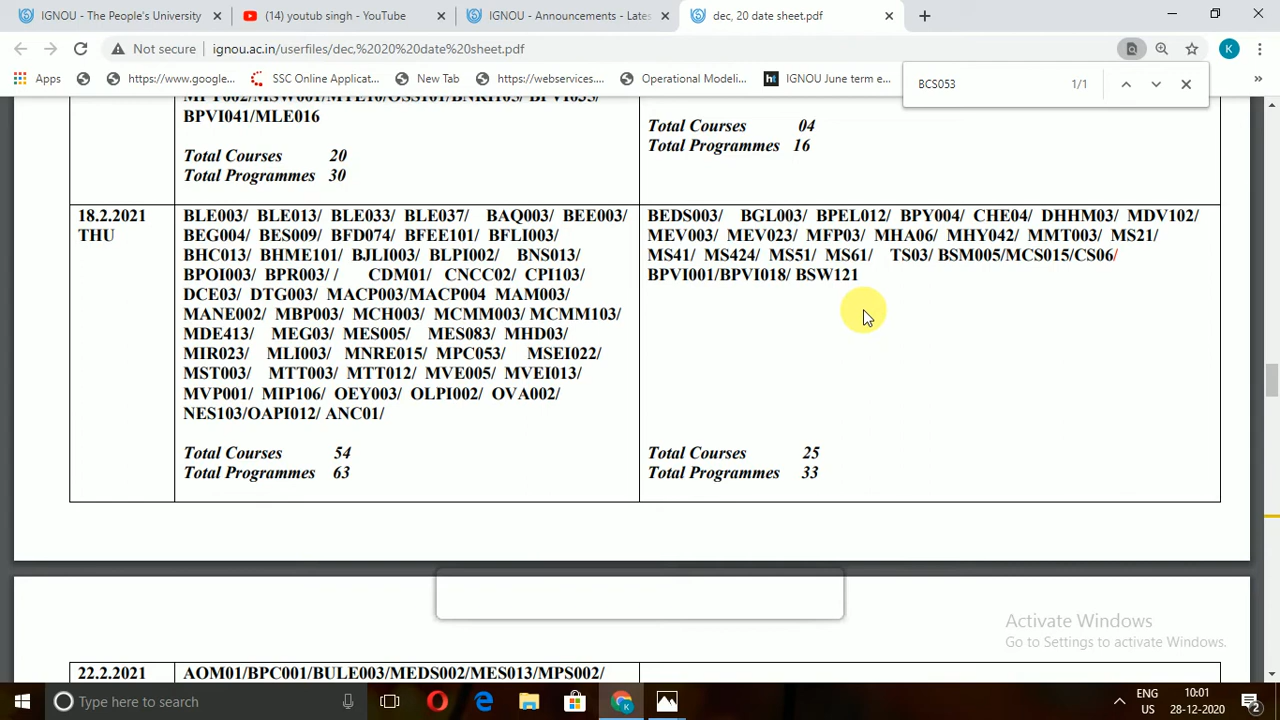 IGNOU - The People's University
(14) youtub singh - YouTube
IGNOU - Announcements - Lates
dec, 20 date sheet.pdf
Not secure
ignou.ac.in/userfiles/dec,%2020%20date%20sheet.pdf
K
Apps
https://www.google...
SSC Online Applicat...
New Tab
https://webservices....
Operational Modeli...
ht
IGNOU June term e...
»
BCS053
1/1
BPVI041/MLE016
Total Courses 20
Total Programmes 30
Total Courses 04
Total Programmes 16
18.2.2021
THU
BLE003/ BLE013/ BLE033/ BLE037/ BAQ003/ BEE003/
BEG004/ BES009/ BFD074/ BFEE101/ BFLI003/
BHC013/ BHME101/ BJLI003/ BLPI002/ BNS013/
BPOI003/ BPR003/ / CDM01/ CNCC02/ CPI103/
DCE03/ DTG003/ MACP003/MACP004 MAM003/
MANE002/ MBP003/ MCH003/ MCMM003/ MCMM103/
MDE413/ MEG03/ MES005/ MES083/ MHD03/
MIR023/ MLI003/ MNRE015/ MPC053/ MSEI022/
MST003/ MTT003/ MTT012/ MVE005/ MVEI013/
MVP001/ MIP106/ OEY003/ OLPI002/ OVA002/
NES103/OAPI012/ ANC01/
Total Courses 54
Total Programmes 63
BEDS003/ BGL003/ BPEL012/ BPY004/ CHE04/ DHHM03/ MDV102/
MEV003/ MEV023/ MFP03/ MHA06/ MHY042/ MMT003/ MS21/
MS41/ MS424/ MS51/ MS61/ TS03/ BSM005/MCS015/CS06/
BPVI001/BPVI018/ BSW121
Total Courses 25
Total Programmes 33
Activate Windows
Go to Settings to activate Windows.
22.2.2021
AOM01/BPC001/BULE003/MEDS002/MES013/MPS002/
Type here to search
ENG
US
10:01
28-12-2020
2